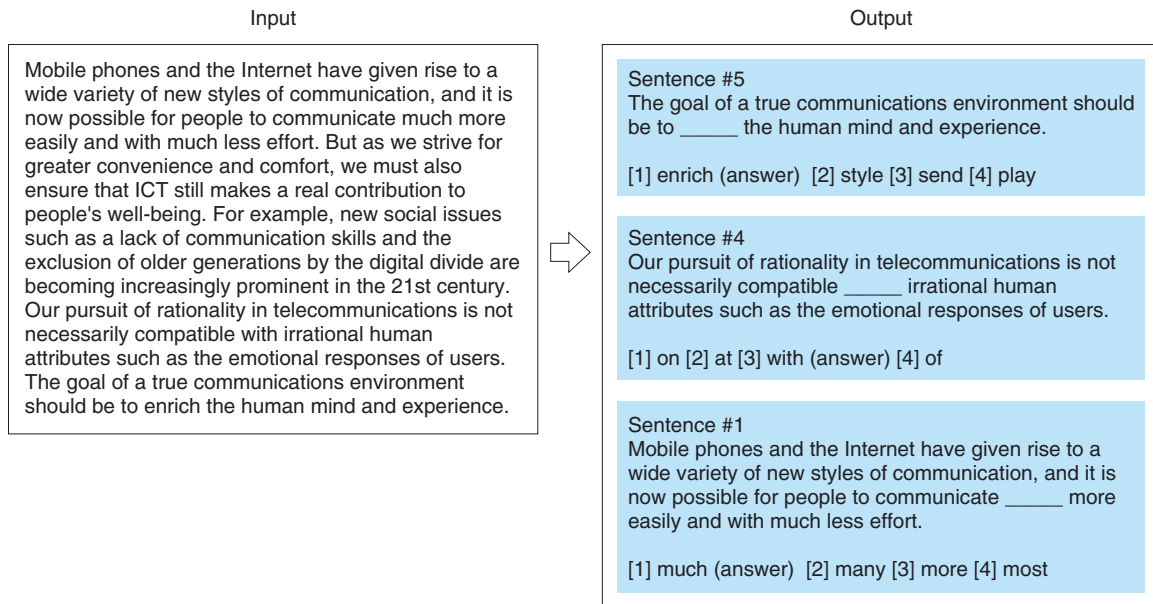 Input
Mobile phones and the Internet have given rise to a
wide variety of new styles of communication, and it is
now possible for people to communicate much more
easily and with much less effort. But as we strive for
greater convenience and comfort, we must also
ensure that ICT still makes a real contribution to
people's well-being. For example, new social issues
such as a lack of communication skills and the
exclusion of older generations by the digital divide are
becoming increasingly prominent in the 21st century.
Our pursuit of rationality in telecommunications is not
necessarily compatible with irrational human
attributes such as the emotional responses of users.
The goal of a true communications environment
should be to enrich the human mind and experience.
Output
Sentence #5
The goal of a true communications environment should
be to _____ the human mind and experience.
[1] enrich (answer) [2] style [3] send [4] play
Sentence #4
Our pursuit of rationality in telecommunications is not
necessarily compatible _____ irrational human
attributes such as the emotional responses of users.
[1] on [2] at [3] with (answer) [4] of
Sentence #1
Mobile phones and the Internet have given rise to a
wide variety of new styles of communication, and it is
now possible for people to communicate _____ more
easily and with much less effort.
[1] much (answer) [2] many [3] more [4] most